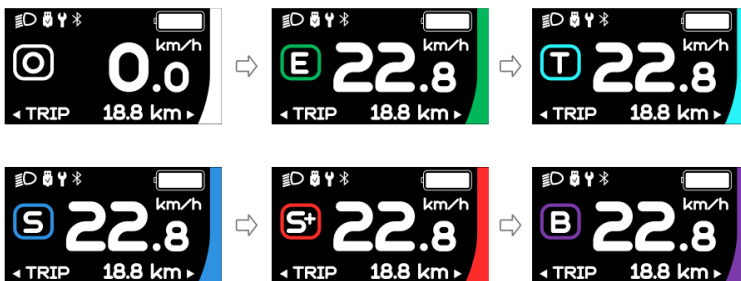 km/h
O 0.0
◂ TRIP 18.8 km ▸
km/h
E 22.8
◂ TRIP 18.8 km ▸
km/h
T 22.8
◂ TRIP 18.8 km ▸
km/h
S 22.8
◂ TRIP 18.8 km ▸
km/h
S+ 22.8
◂ TRIP 18.8 km ▸
km/h
B 22.8
◂ TRIP 18.8 km ▸